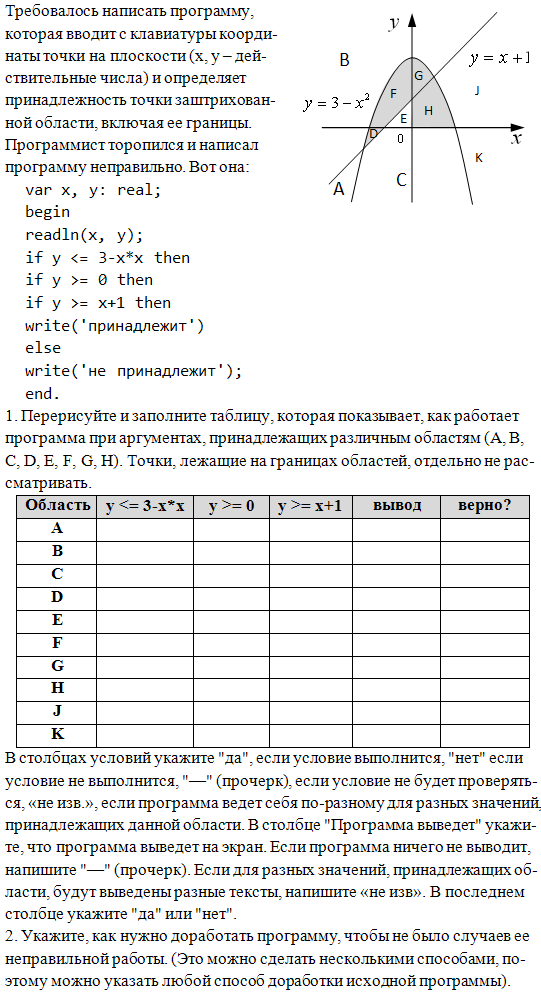 Требовалось написать программу,
которая вводит с клавиатуры коорди-
наты точки на плоскости (x, y – дей-
ствительные числа) и определяет
принадлежность точки заштрихован-
ной области, включая ее границы.
Программист торопился и написал
программу неправильно. Вот она:
var x, y: real;
begin
readln(x, y);
if y <= 3-x*x then
if y >= 0 then
if y >= x+1 then
write('принадлежит')
else
write('не принадлежит');
end.
y
B
G
y = x + 1
F
J
y = 3 – x²
E
H
D
0
x
K
A
C
1. Перерисуйте и заполните таблицу, которая показывает, как работает
программа при аргументах, принадлежащих различным областям (A, B,
C, D, E, F, G, H). Точки, лежащие на границах областей, отдельно не рас-
сматривать.
Область y <= 3-x*x y >= 0 y >= x+1 вывод верно?
A
B
C
D
E
F
G
H
J
K
В столбцах условий укажите "да", если условие выполнится, "нет" если
условие не выполнится, "—" (прочерк), если условие не будет проверять-
ся, «не изв.», если программа ведет себя по-разному для разных значений,
принадлежащих данной области. В столбце "Программа выведет" укажи-
те, что программа выведет на экран. Если программа ничего не выводит,
напишите "—" (прочерк). Если для разных значений, принадлежащих об-
ласти, будут выведены разные тексты, напишите «не изв». В последнем
столбце укажите "да" или "нет".
2. Укажите, как нужно доработать программу, чтобы не было случаев ее
неправильной работы. (Это можно сделать несколькими способами, по-
этому можно указать любой способ доработки исходной программы).